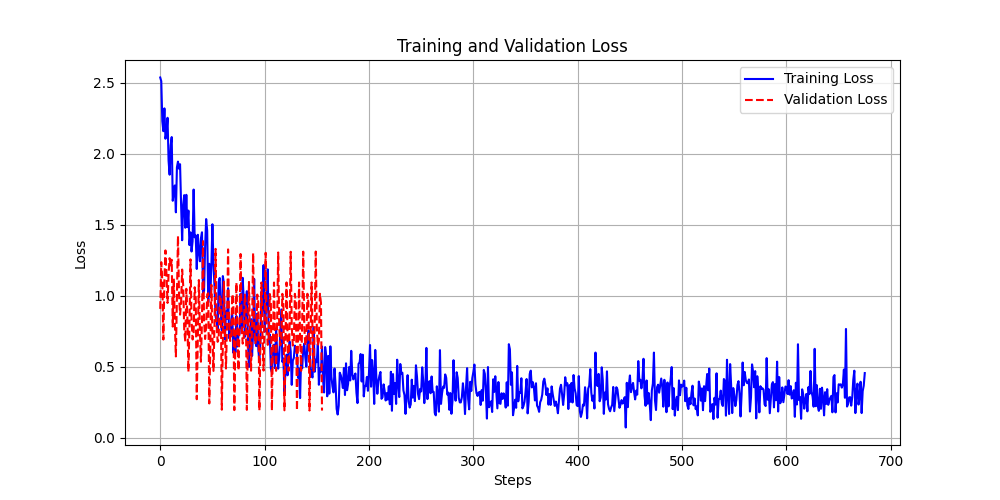 Training and Validation Loss
Training Loss
Validation Loss
Loss
2.5
2.0
1.5
1.0
0.5
0.0
0 100 200 300 400 500 600 700
Steps